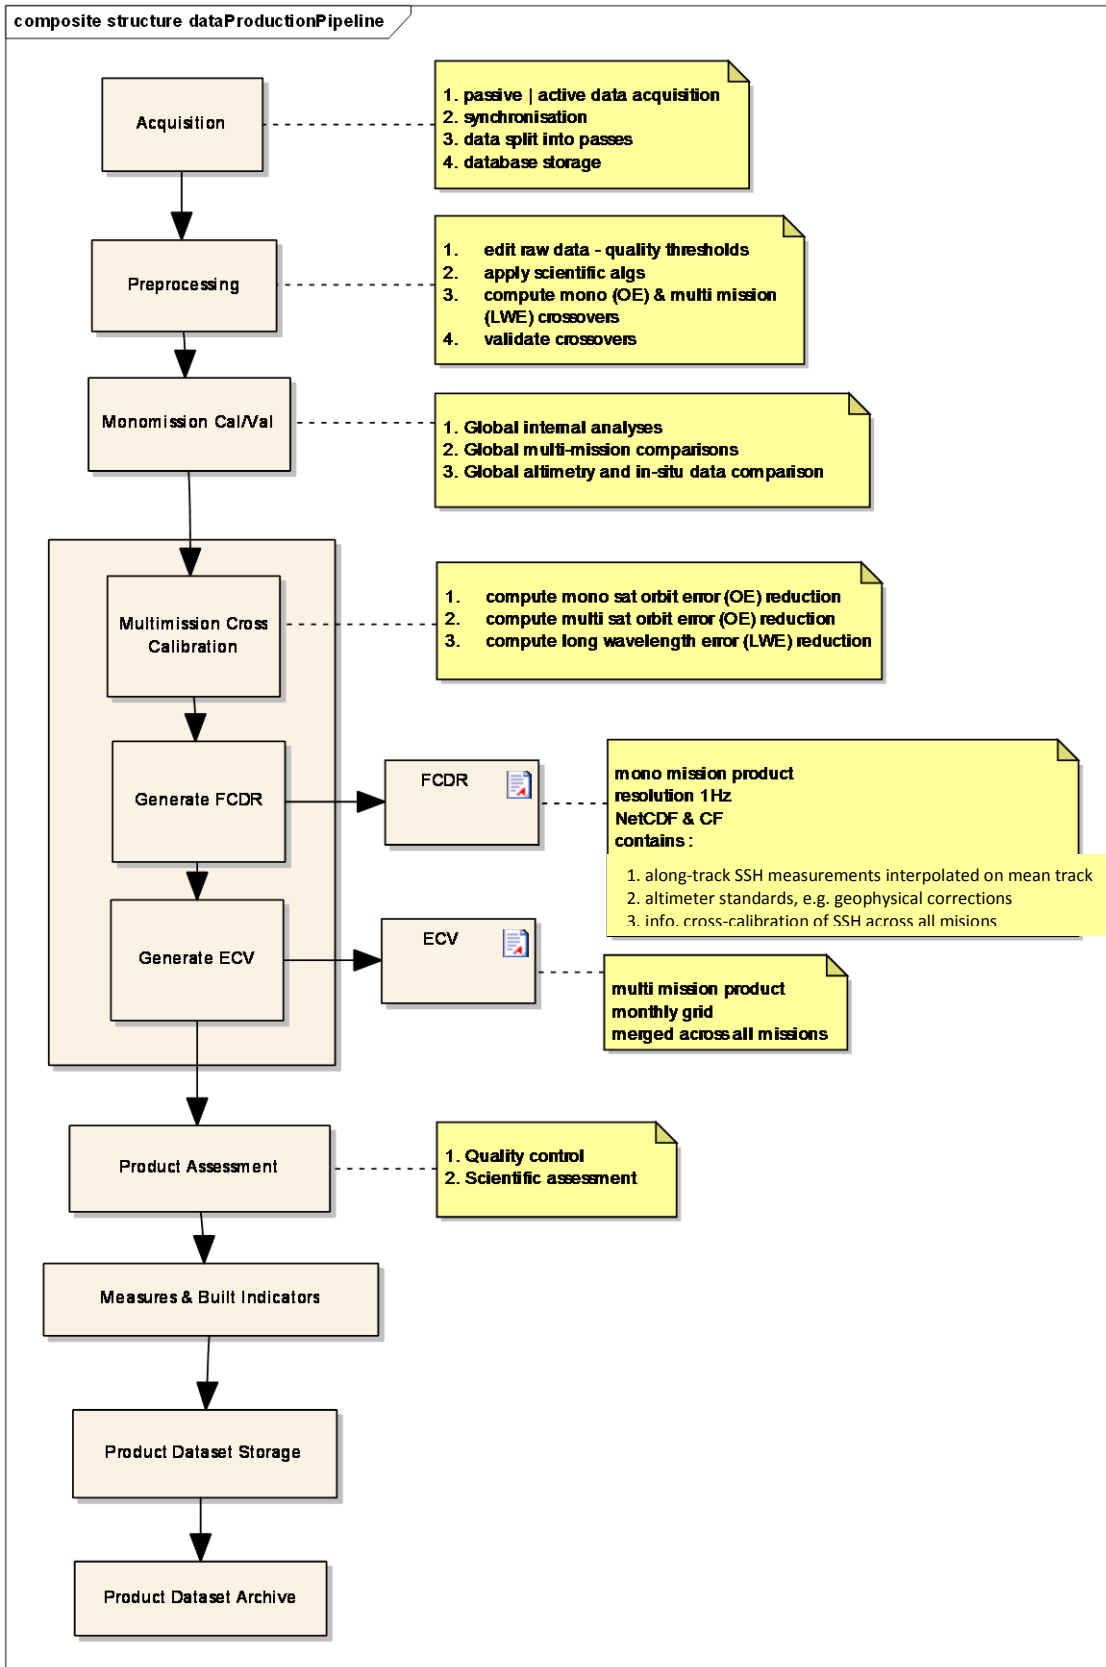 composite structure dataProductionPipeline
Acquisition
1. passive | active data acquisition
2. synchronisation
3. data split into passes
4. database storage
Preprocessing
1. edit raw data - quality thresholds
2. apply scientific algs
3. compute mono (OE) & multi mission
(LWE) crossovers
4. validate crossovers
Monomission Cal/Val
1. Global internal analyses
2. Global multi-mission comparisons
3. Global altimetry and in-situ data comparison
Multimission Cross
Calibration
1. compute mono sat orbit error (OE) reduction
2. compute multi sat orbit error (OE) reduction
3. compute long wavelength error (LWE) reduction
Generate FCDR
FCDR
mono mission product
resolution 1Hz
NetCDF & CF
contains :
1. along-track SSH measurements interpolated on mean track
2. altimeter standards, e.g. geophysical corrections
3. info. cross-calibration of SSH across all misions
Generate ECV
ECV
multi mission product
monthly grid
merged across all missions
Product Assessment
1. Quality control
2. Scientific assessment
Measures & Built Indicators
Product Dataset Storage
Product Dataset Archive